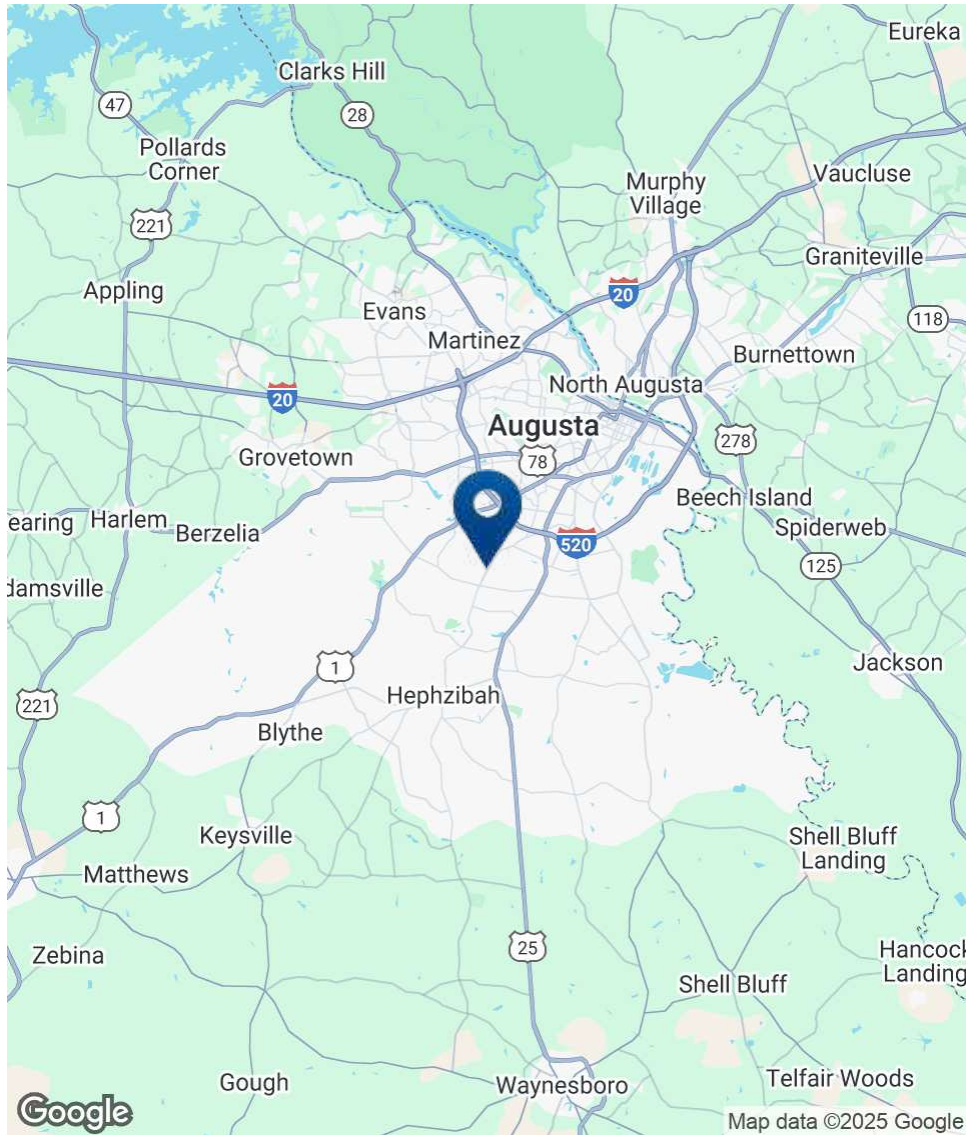 Eureka
Clarks Hill
47
28
Pollards
Corner
Murphy
Village
Vaucluse
221
Graniteville
Appling
20
Evans
118
Martinez
Burnettown
20
North Augusta
Augusta
278
Grovetown
78
Beech Island
earing
Harlem
Berzelia
Spiderweb
520
125
damsville
1
Jackson
Hephzibah
221
Blythe
1
Keysville
Shell Bluff
Landing
Matthews
25
Zebina
Hancock
Landing
Shell Bluff
Gough
Waynesboro
Telfair Woods
Google
Map data ©2025 Google